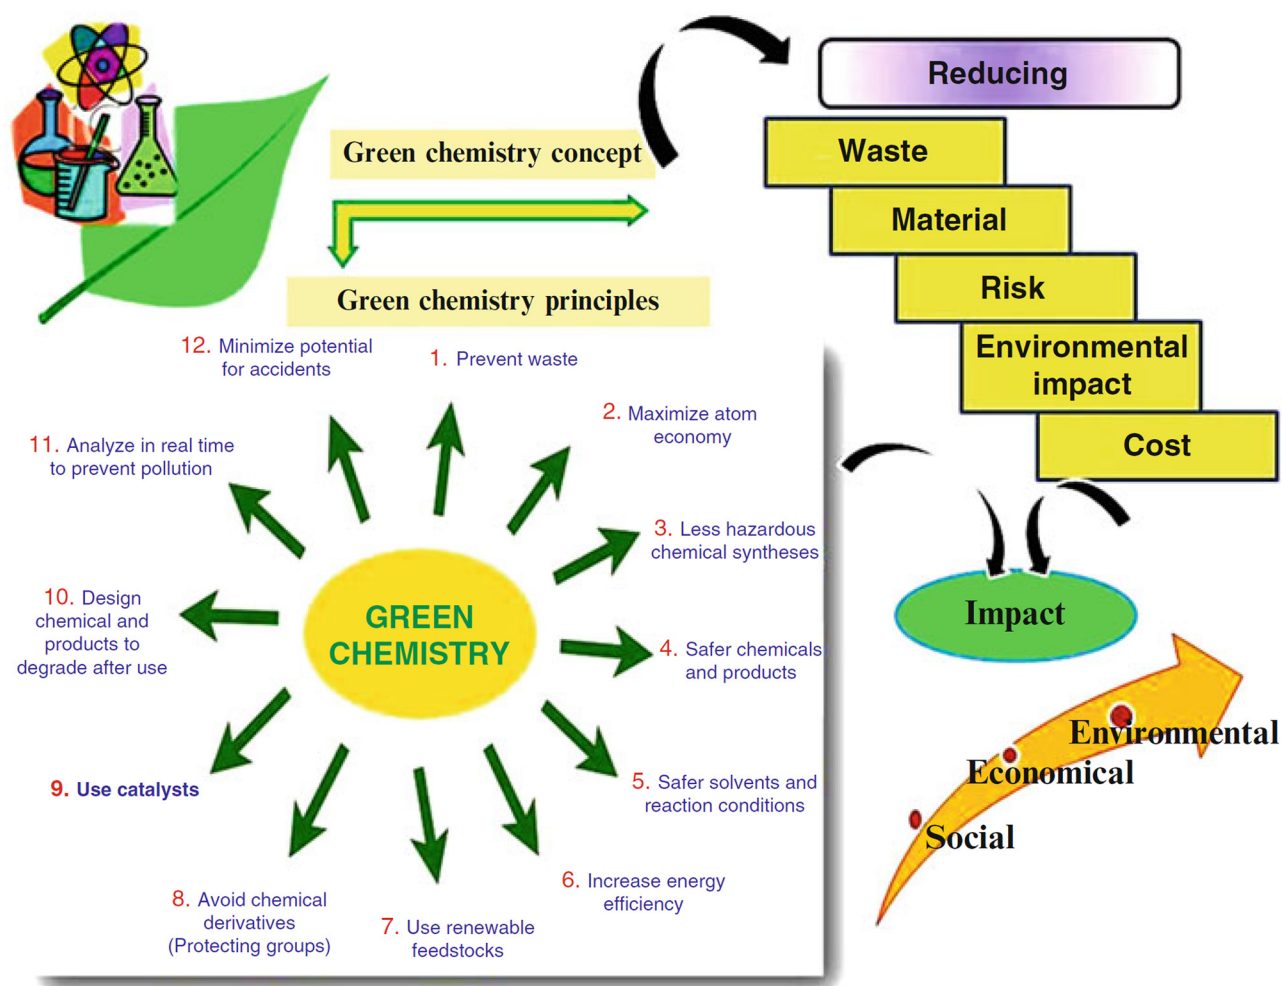 Green chemistry concept
Green chemistry principles
Reducing
Waste
Material
Risk
Environmental
impact
Cost
1. Prevent waste
2. Maximize atom
economy
3. Less hazardous
chemical syntheses
4. Safer chemicals
and products
5. Safer solvents and
reaction conditions
6. Increase energy
efficiency
7. Use renewable
feedstocks
8. Avoid chemical
derivatives
(Protecting groups)
9. Use catalysts
10. Design
chemical and
products to
degrade after use
11. Analyze in real time
to prevent pollution
12. Minimize potential
for accidents
GREEN
CHEMISTRY
Impact
Environmental
Economical
Social